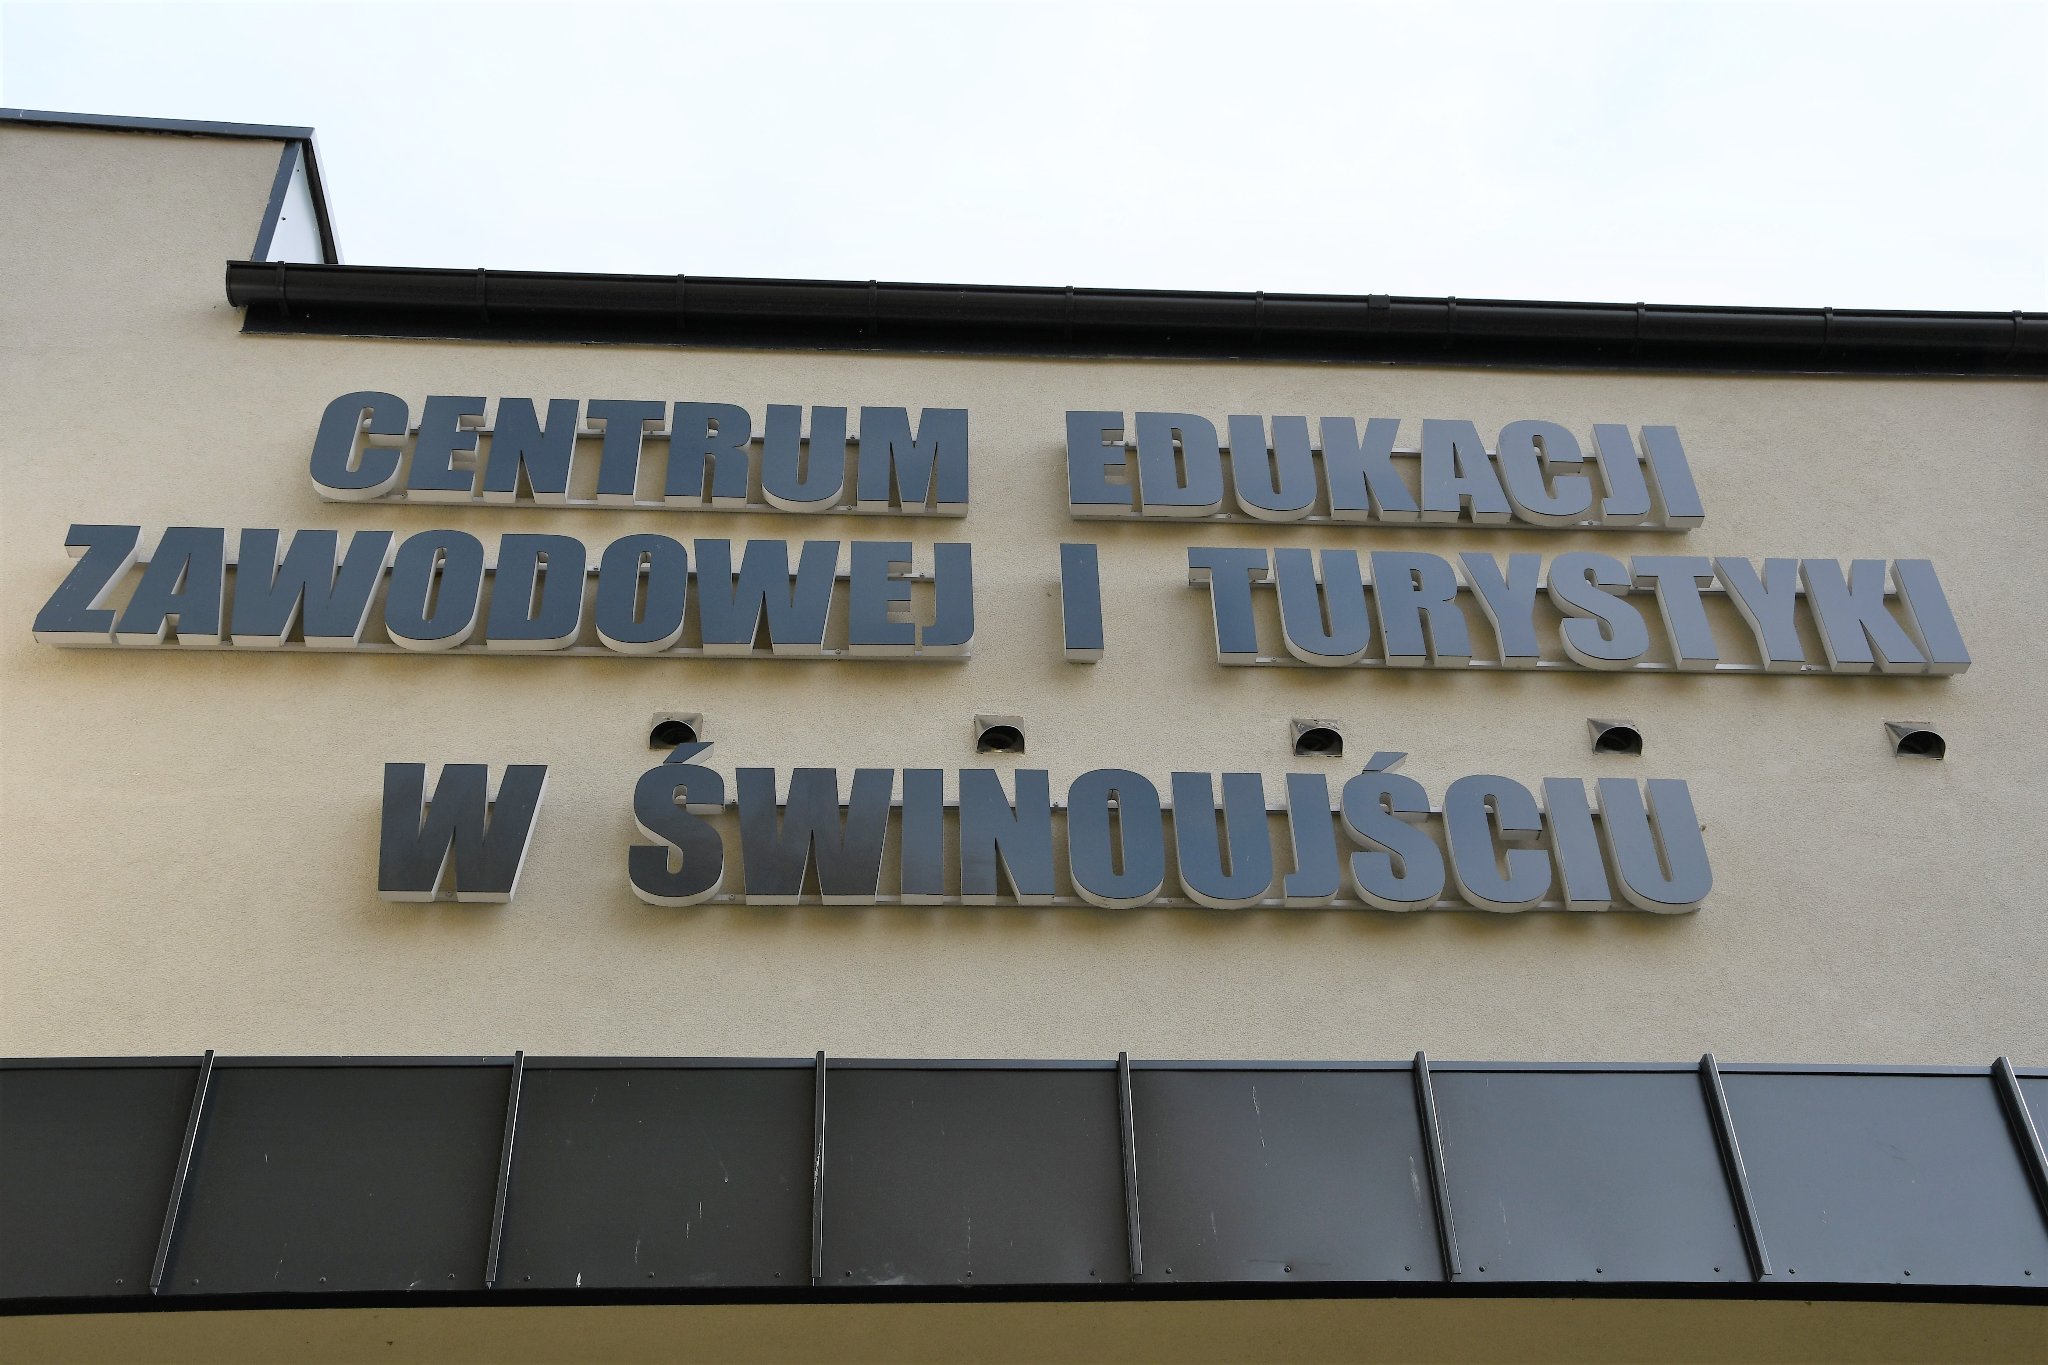 CENTRUM EDUKACJI
ZAWODOWEJ I TURYSTYKI
W ŚWINOUJŚCIU